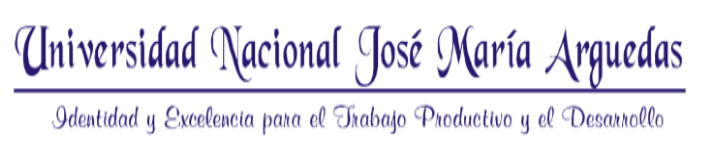 Universidad Nacional José María Arguedas
Identidad y Excelencia para el Trabajo Productivo y el Desarrollo